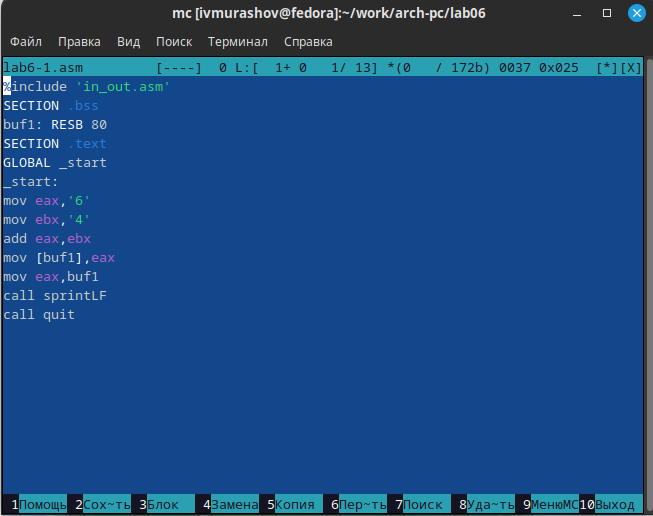 mc [ivmurashov@fedora]:~/work/arch-pc/lab06
Файл Правка Вид Поиск Терминал Справка
lab6-1.asm [----] 0 L:[ 1+ 0 1/ 13] *(0 / 172b) 0037 0x025 [*][X]
%include 'in_out.asm'
SECTION .bss
buf1: RESB 80
SECTION .text
GLOBAL _start
_start:
mov eax,'6'
mov ebx,'4'
add eax,ebx
mov [buf1],eax
mov eax,buf1
call sprintLF
call quit
1Помощь 2Сох~ть 3Блок 4Замена 5Копия 6Пер~ть 7Поиск 8Уда~ть 9МенюМС 10Выход